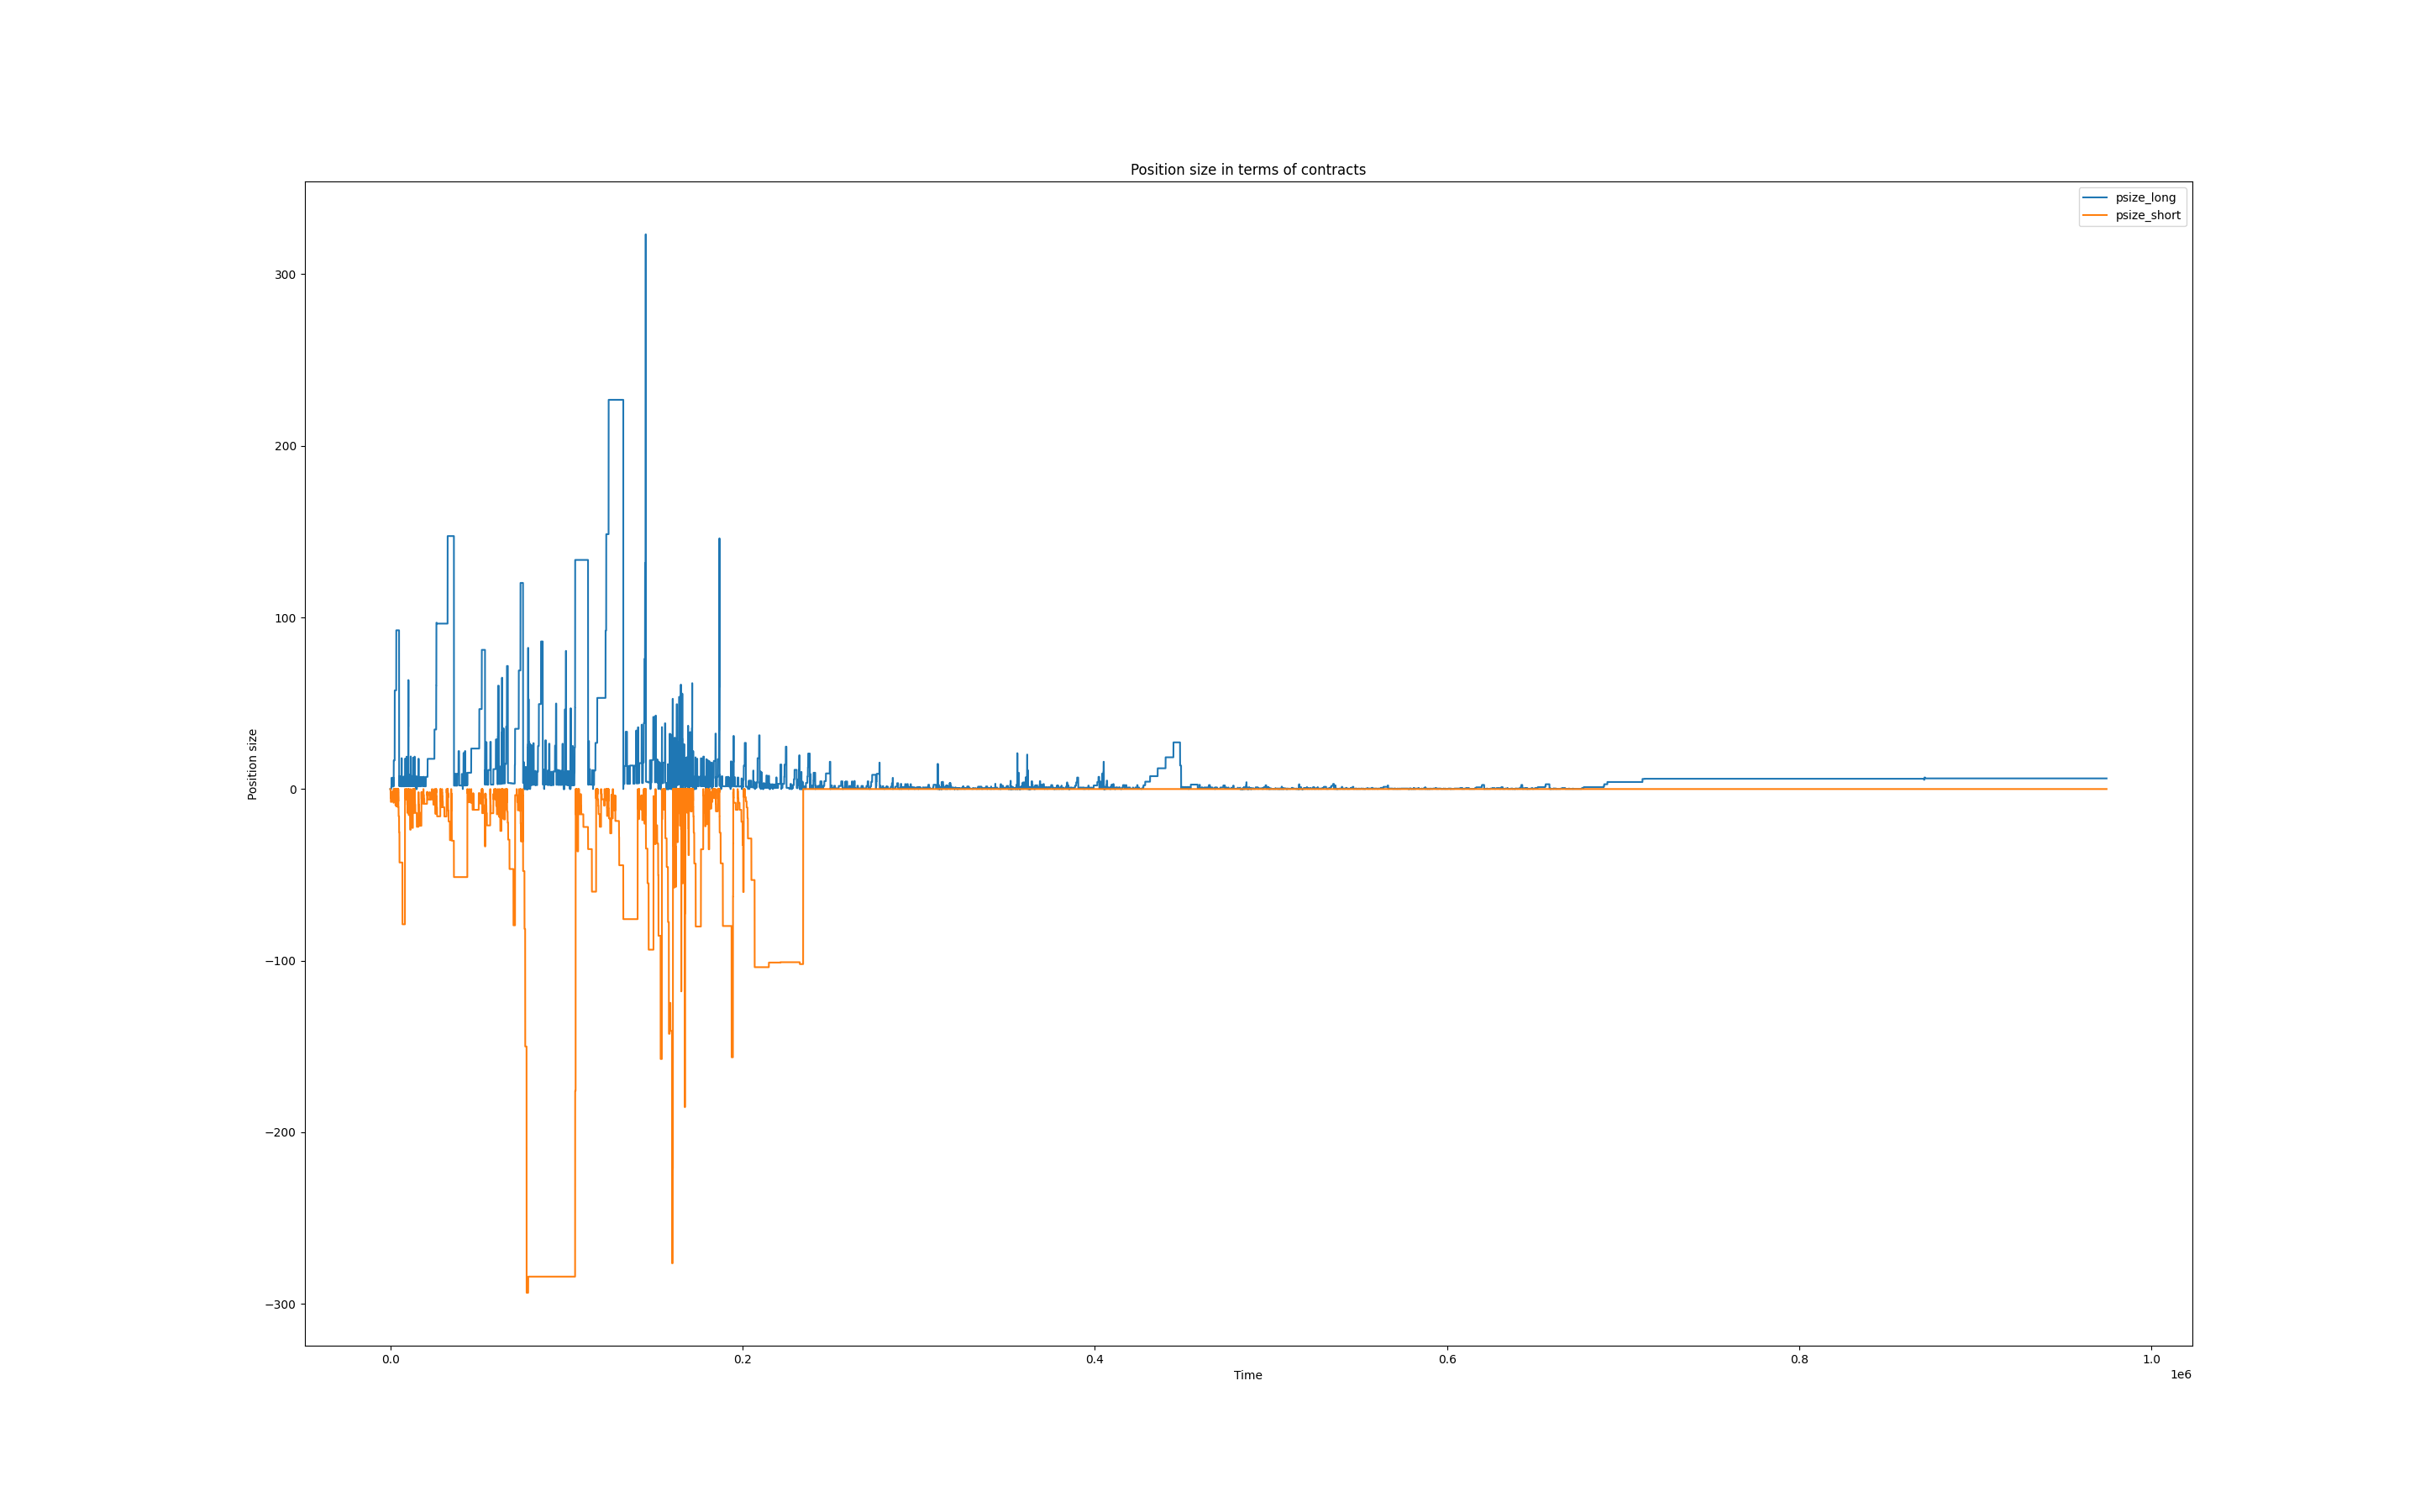 Position size in terms of contracts
psize_long
psize_short
300
200
100
0
−100
−200
−300
Position size
0.0
0.2
0.4
0.6
0.8
1.0
Time
1e6